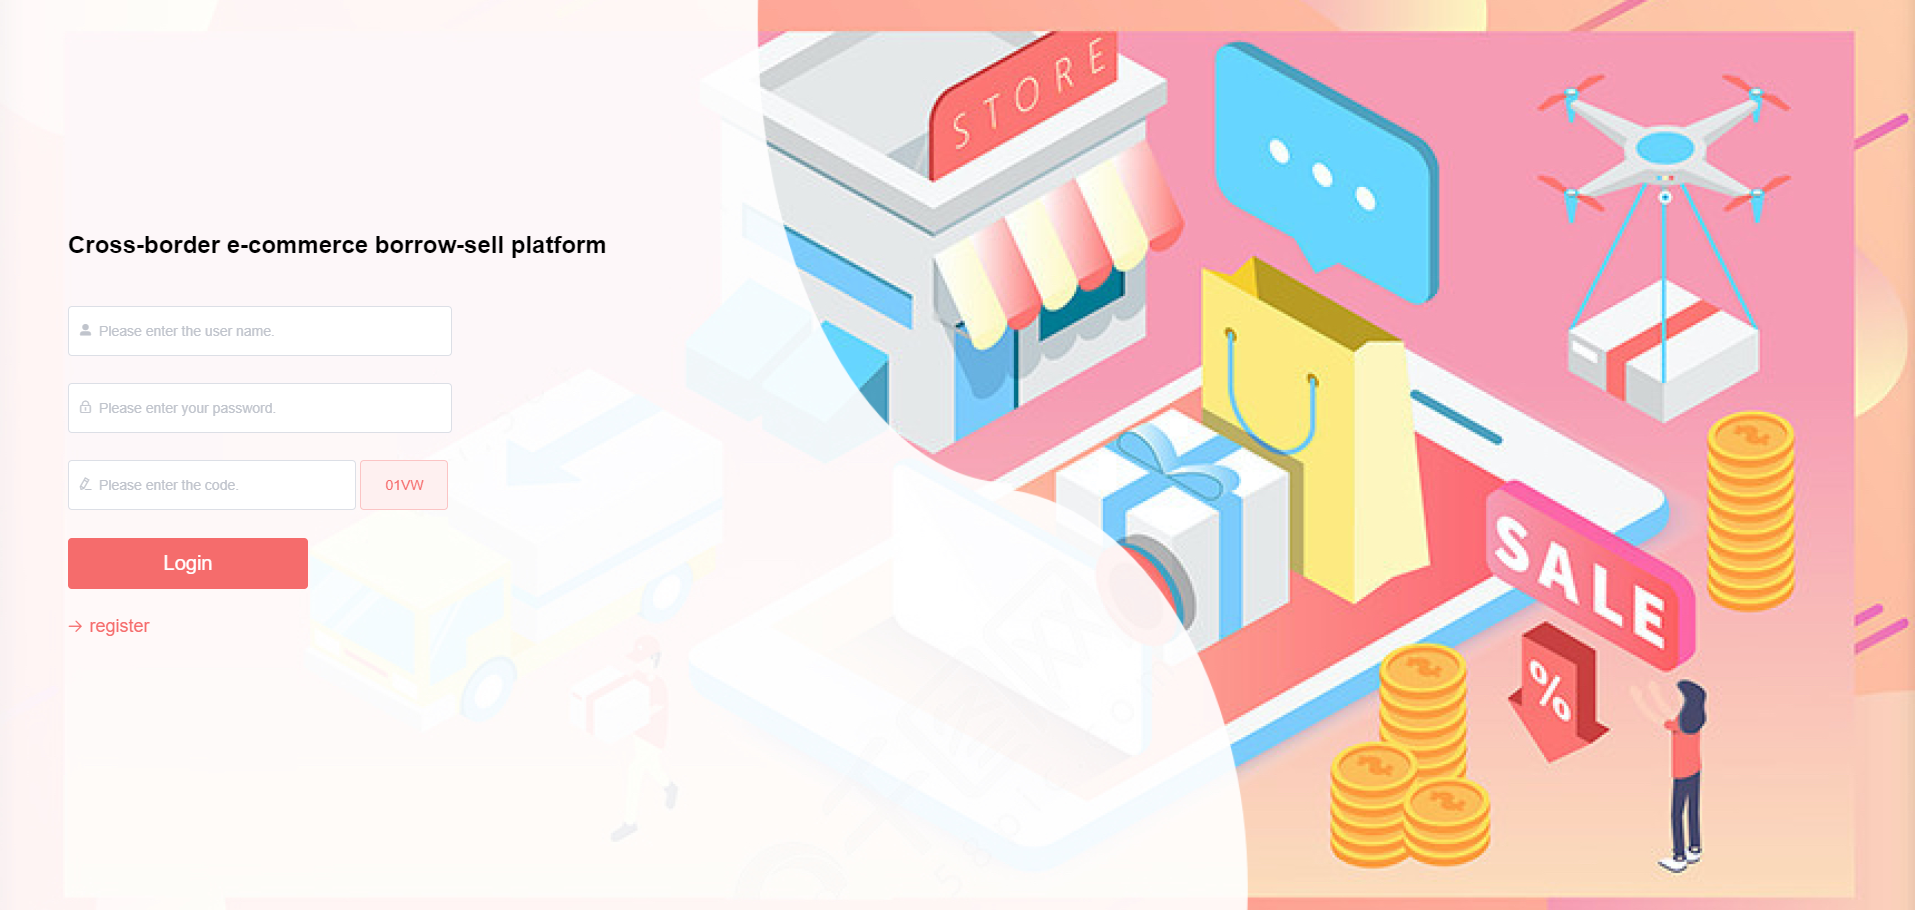 STORE
Cross-border e-commerce borrow-sell platform
Please enter the user name.
Please enter your password.
Please enter the code.
01VW
Login
→ register
SALE
%